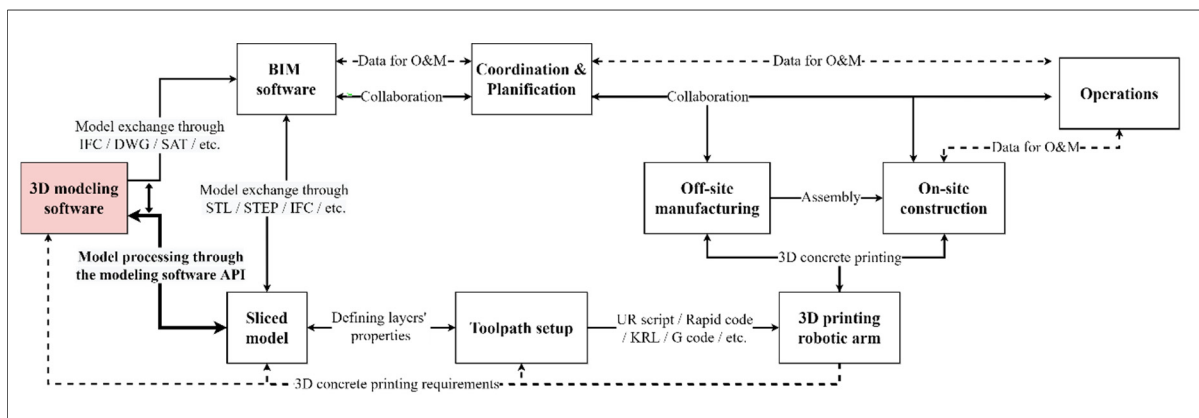 BIM
software
Data for O&M
Collaboration
Coordination &
Planification
Data for O&M
Collaboration
Operations
Model exchange through
IFC / DWG / SAT / etc.
Data for O&M
3D modeling
software
Model exchange through
STL / STEP / IFC / etc.
Off-site
manufacturing
Assembly
On-site
construction
Model processing through
the modeling software API
3D concrete printing
Sliced
model
Defining layers'
properties
Toolpath setup
UR script / Rapid code
/ KRL / G code / etc.
3D printing
robotic arm
3D concrete printing requirements